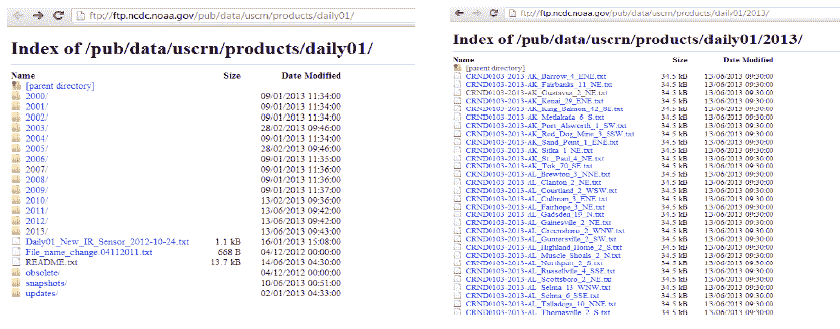 ftp://ftp.ncdc.noaa.gov/pub/data/uscrn/products/daily01/
Index of /pub/data/uscrn/products/daily01/
Name Size Date Modified
[parent directory]
2000/ 09/01/2013 11:34:00
2001/ 09/01/2013 11:34:00
2002/ 09/01/2013 11:34:00
2003/ 28/02/2013 09:46:00
2004/ 09/01/2013 11:34:00
2005/ 28/02/2013 09:46:00
2006/ 09/01/2013 11:35:00
2007/ 09/01/2013 11:36:00
2008/ 09/01/2013 11:36:00
2009/ 09/01/2013 11:37:00
2010/ 13/02/2013 09:36:00
2011/ 13/06/2013 09:42:00
2012/ 13/06/2013 09:42:00
2013/ 13/06/2013 09:43:00
Daily01_New_IR_Sensor_2012-10-24.txt 1.1 kB 16/01/2013 15:08:00
File_name_change.04112011.txt 668 B 04/12/2012 00:00:00
README.txt 13.7 kB 14/06/2013 04:30:00
obsolete/ 04/12/2012 00:00:00
snapshots/ 10/06/2013 00:51:00
updates/ 02/01/2013 04:33:00
ftp://ftp.ncdc.noaa.gov/pub/data/uscrn/products/daily01/2013/
Index of /pub/data/uscrn/products/daily01/2013/
Name Size Date Modified
[parent directory]
CRND0103-2013-AK_Barrow_4_ENE.txt 34.5 kB 13/06/2013 09:30:00
CRND0103-2013-AK_Fairbanks_11_NE.txt 34.5 kB 13/06/2013 09:30:00
CRND0103-2013-AK_Gustavus_2_NE.txt 34.5 kB 13/06/2013 09:30:00
CRND0103-2013-AK_Kenai_29_ENE.txt 34.5 kB 13/06/2013 09:30:00
CRND0103-2013-AK_King_Salmon_42_SE.txt 34.5 kB 13/06/2013 09:30:00
CRND0103-2013-AK_Metlakatla_6_S.txt 34.5 kB 13/06/2013 09:30:00
CRND0103-2013-AK_Port_Alsworth_1_SW.txt 34.5 kB 13/06/2013 09:30:00
CRND0103-2013-AK_Red_Dog_Mine_3_SSW.txt 34.5 kB 13/06/2013 09:30:00
CRND0103-2013-AK_Sand_Point_1_ENE.txt 34.5 kB 13/06/2013 09:30:00
CRND0103-2013-AK_Sitka_1_NE.txt 34.5 kB 13/06/2013 09:30:00
CRND0103-2013-AK_St._Paul_4_NE.txt 34.5 kB 13/06/2013 09:30:00
CRND0103-2013-AK_Tok_70_SE.txt 34.5 kB 13/06/2013 09:30:00
CRND0103-2013-AL_Brewton_3_NNE.txt 34.5 kB 13/06/2013 09:30:00
CRND0103-2013-AL_Clanton_2_NE.txt 34.5 kB 13/06/2013 09:30:00
CRND0103-2013-AL_Courtland_2_WSW.txt 34.5 kB 13/06/2013 09:30:00
CRND0103-2013-AL_Cullman_3_ENE.txt 34.5 kB 13/06/2013 09:30:00
CRND0103-2013-AL_Fairhope_3_NE.txt 34.5 kB 13/06/2013 09:30:00
CRND0103-2013-AL_Gadsden_19_N.txt 34.5 kB 13/06/2013 09:30:00
CRND0103-2013-AL_Gainesville_2_NE.txt 34.5 kB 13/06/2013 09:30:00
CRND0103-2013-AL_Greensboro_2_WNW.txt 34.5 kB 13/06/2013 09:30:00
CRND0103-2013-AL_Guntersville_2_SW.txt 34.5 kB 13/06/2013 09:30:00
CRND0103-2013-AL_Highland_Home_2_S.txt 34.5 kB 13/06/2013 09:30:00
CRND0103-2013-AL_Muscle_Shoals_2_N.txt 34.5 kB 13/06/2013 09:30:00
CRND0103-2013-AL_Northport_2_S.txt 34.5 kB 13/06/2013 09:30:00
CRND0103-2013-AL_Russellville_4_SSE.txt 34.5 kB 13/06/2013 09:30:00
CRND0103-2013-AL_Scottsboro_2_NE.txt 34.5 kB 13/06/2013 09:30:00
CRND0103-2013-AL_Selma_13_WNW.txt 34.5 kB 13/06/2013 09:30:00
CRND0103-2013-AL_Selma_6_SSE.txt 34.5 kB 13/06/2013 09:30:00
CRND0103-2013-AL_Talladega_10_NNE.txt 34.5 kB 13/06/2013 09:30:00
CRND0103-2013-AL_Thomasville_2_S.txt 34.5 kB 13/06/2013 09:30:00